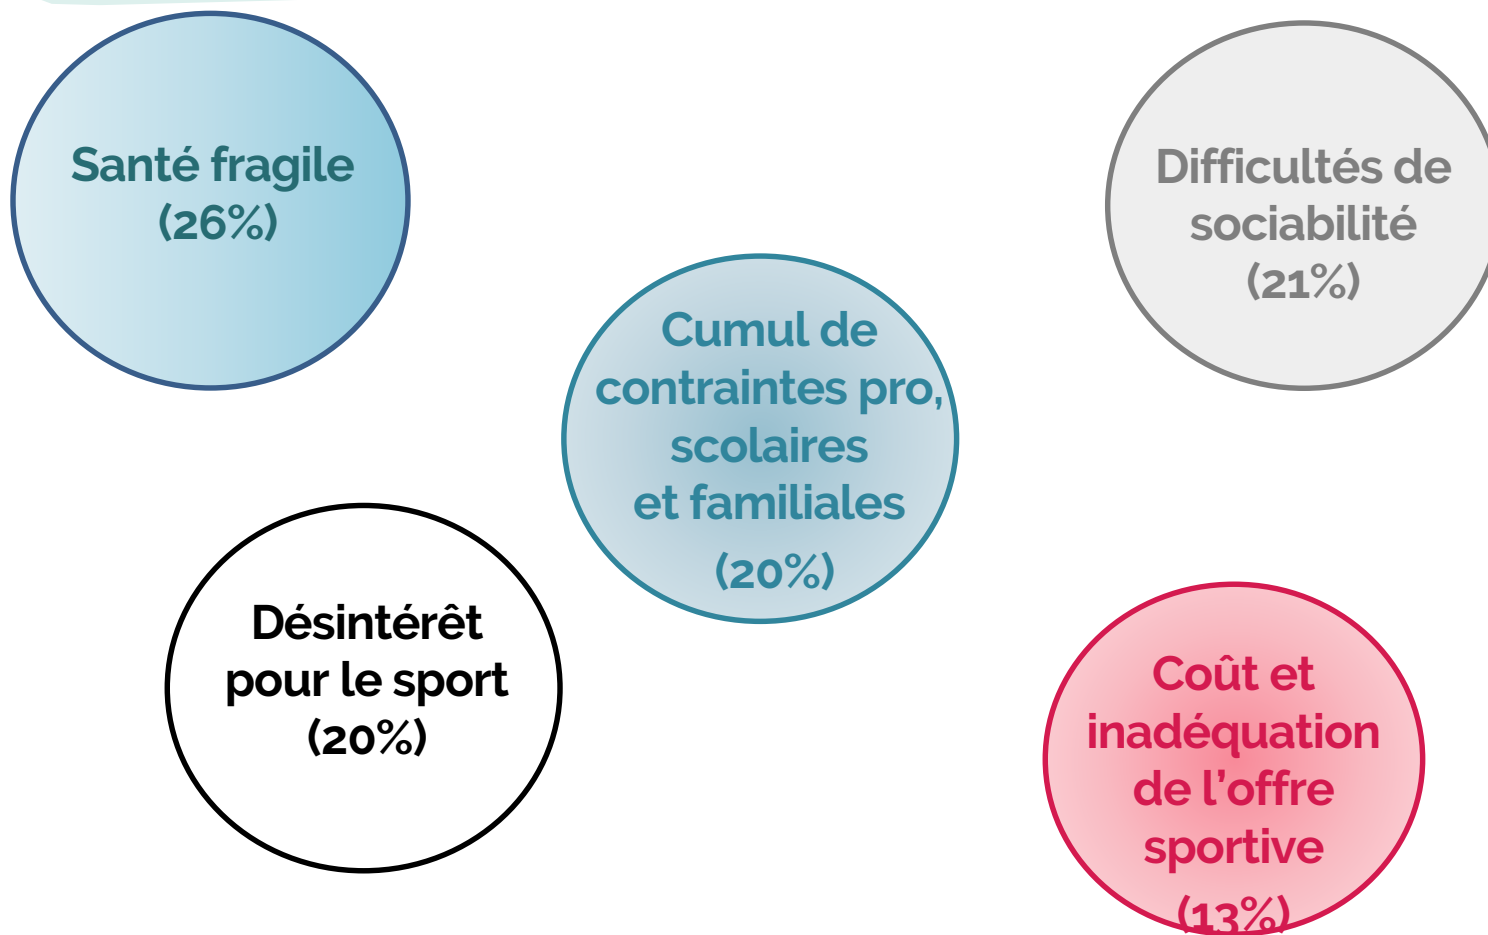 Santé fragile
(26%)
Difficultés de
sociabilité
(21%)
Cumul de
contraintes pro,
scolaires
et familiales
(20%)
Désintérêt
pour le sport
(20%)
Coût et
inadéquation
de l’offre
sportive
(13%)